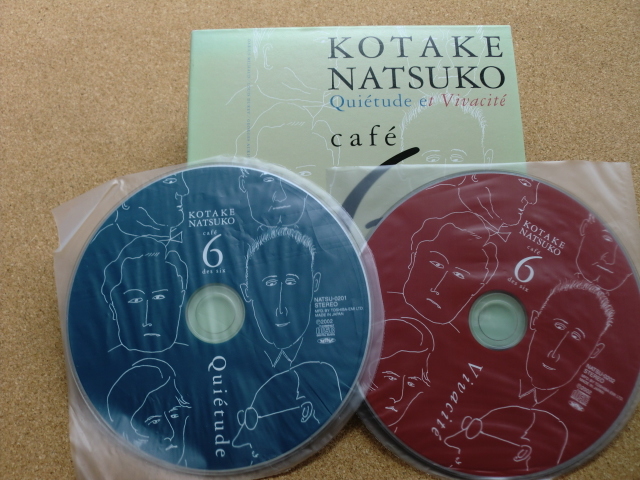 KOTAKE
NATSUKO
Quiétude et Vivacité
café
KOTAKE
NATSUKO
café
6
des six
NATSU-0201
STEREO
MADE IN JAPAN
Quiétude
KOTAKE
NATSUKO
café
6
des six
Vivacité